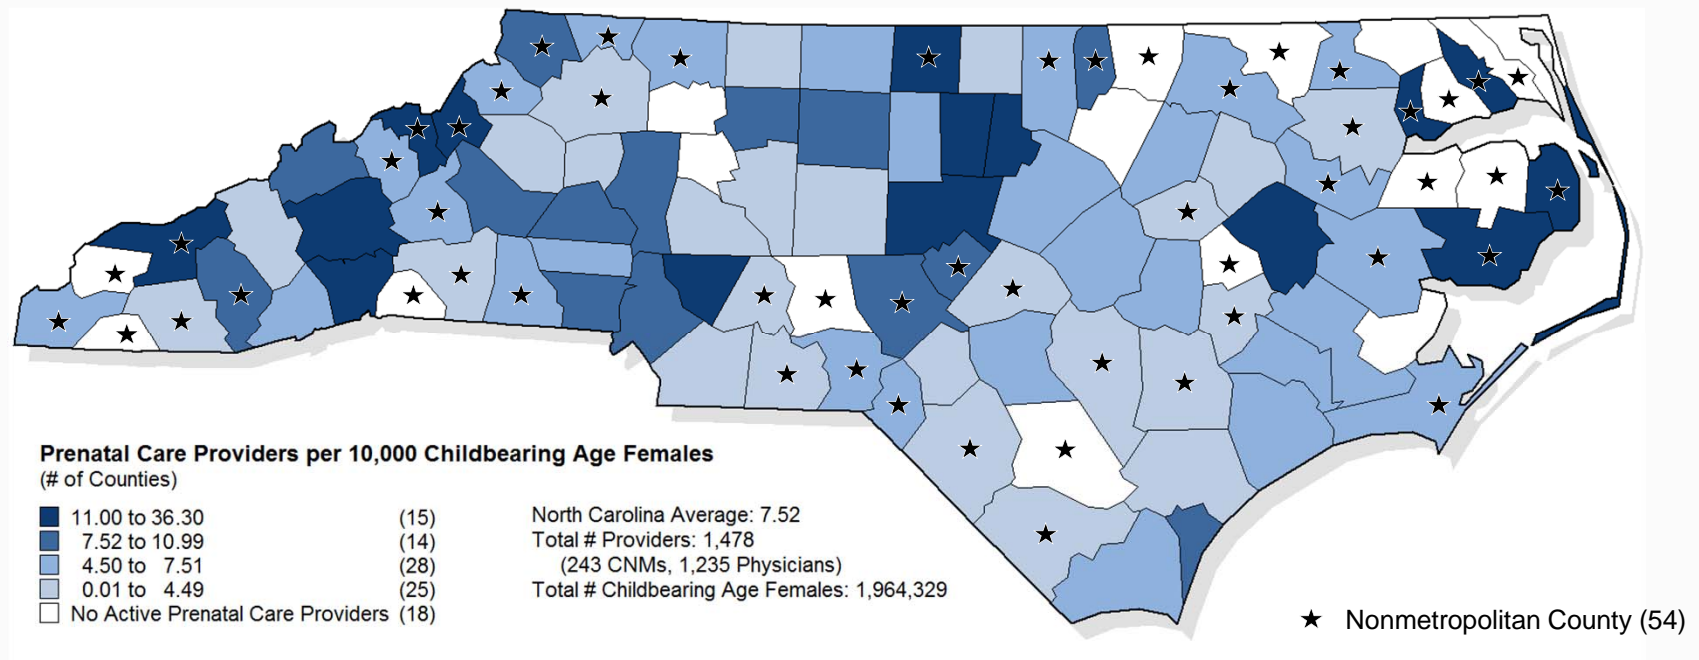 Prenatal Care Providers per 10,000 Childbearing Age Females
(# of Counties)
11.00 to 36.30 (15)
7.52 to 10.99 (14)
4.50 to 7.51 (28)
0.01 to 4.49 (25)
No Active Prenatal Care Providers (18)
North Carolina Average: 7.52
Total # Providers: 1,478
(243 CNMs, 1,235 Physicians)
Total # Childbearing Age Females: 1,964,329
Nonmetropolitan County (54)